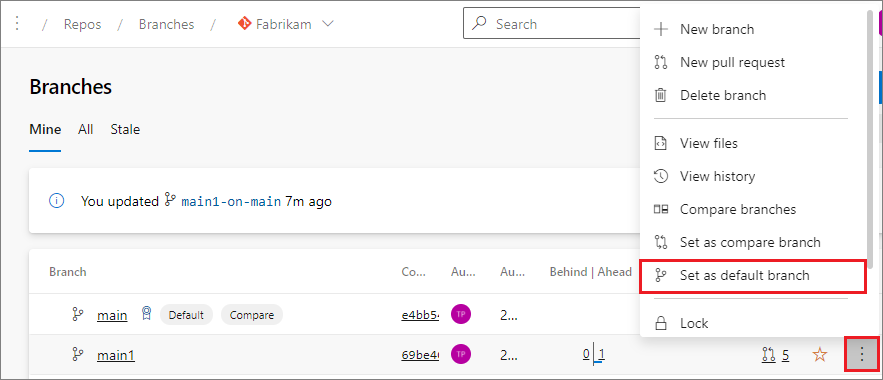 / Repos / Branches / Fabrikam
Search
Branches
Mine All Stale
You updated main1-on-main 7m ago
Branch Co... Au... Au... Behind | Ahead
main Default Compare e4bb54 TP 2...
main1 69be40 TP 2... 0 1 5
New branch
New pull request
Delete branch
View files
View history
Compare branches
Set as compare branch
Set as default branch
Lock